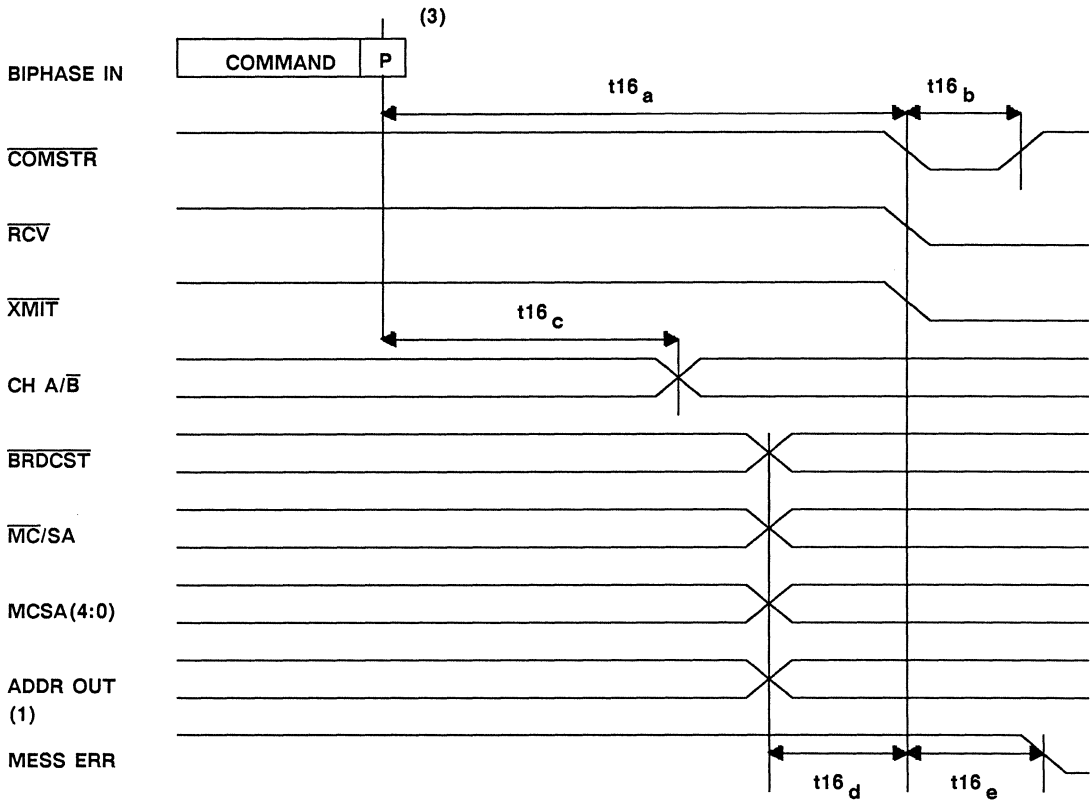 (3)
BIPHASE IN
COMMAND P
t16a t16b
COMSTR
RCV
XMIT
t16c
CH A/B
BRDCST
MC/SA
MCSA(4:0)
ADDR OUT
(1)
MESS ERR
t16d t16e